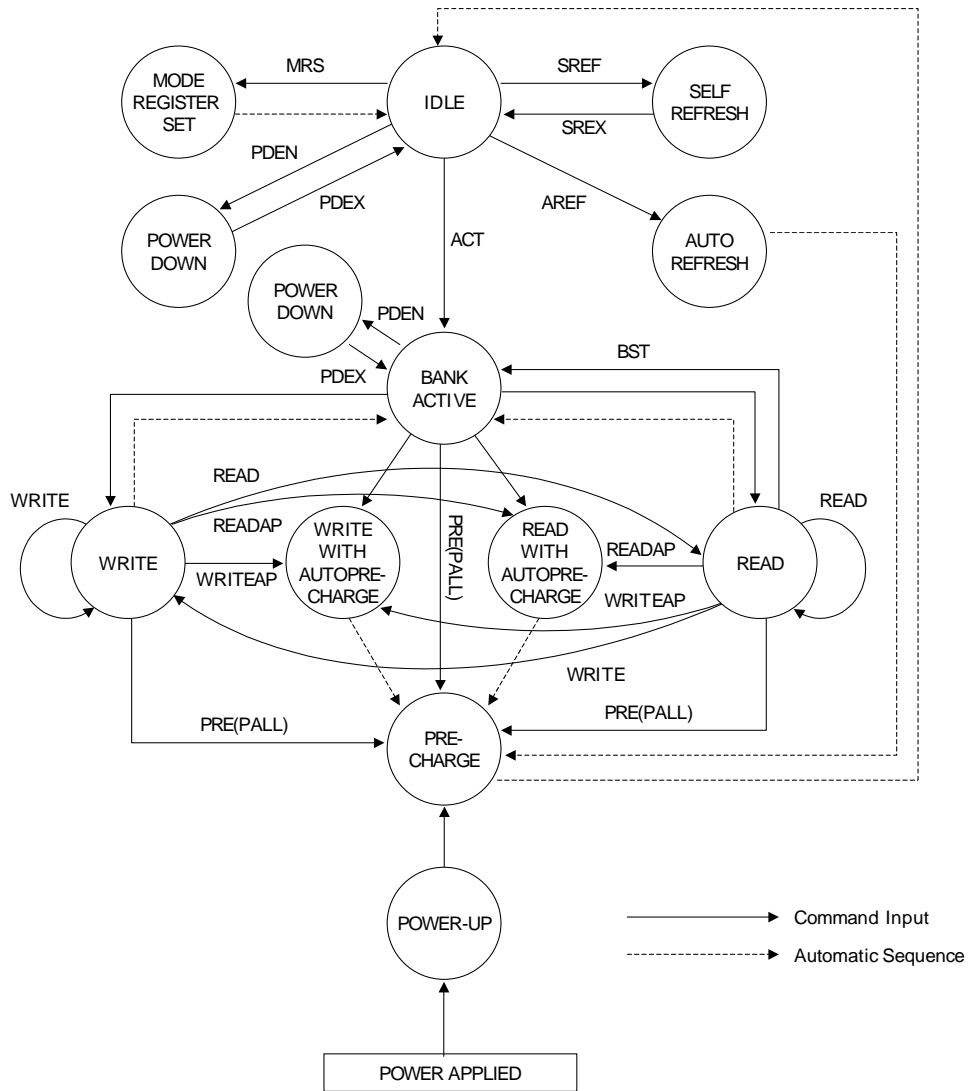 MRS
SREF
MODE
REGISTER
SET
IDLE
SELF
REFRESH
SREX
PDEN
PDEX
AREF
POWER
DOWN
ACT
AUTO
REFRESH
POWER
DOWN
PDEN
PDEX
BST
BANK
ACTIVE
WRITE
READ
READ
READAP
WRITE
WITH
AUTOPRE-
CHARGE
PRE(PALL)
READ
WITH
AUTOPRE-
CHARGE
READAP
WRITE
READ
WRITEAP
WRITEAP
WRITE
PRE(PALL)
PRE(PALL)
PRE-
CHARGE
POWER-UP
Command Input
Automatic Sequence
POWER APPLIED